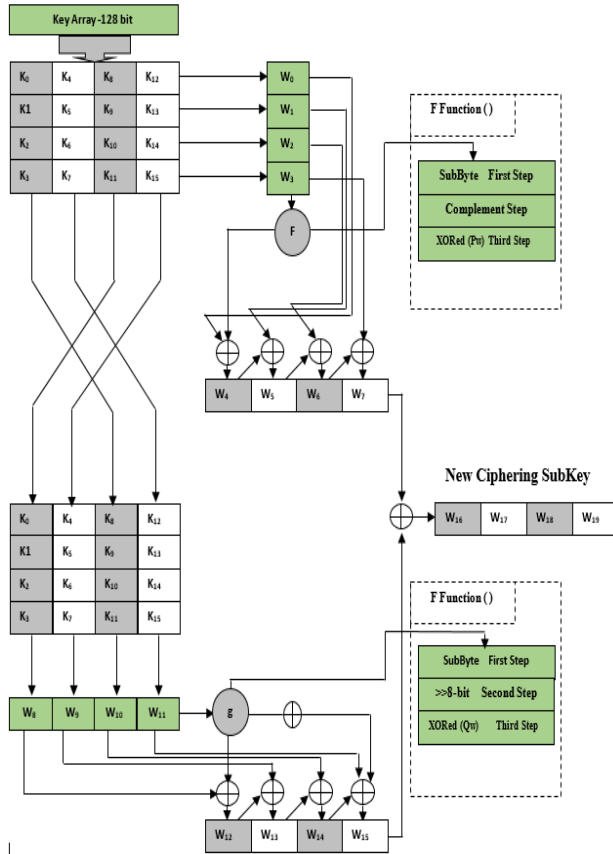 Key Array -128 bit
K₀ K₄ K₈ K₁₂
K1 K₅ K₉ K₁₃
K₂ K₆ K₁₀ K₁₄
K₃ K₇ K₁₁ K₁₅
W₀
W₁
W₂
W₃
F
F Function ()
SubByte First Step
Complement Step
XORed (Pw) Third Step
W₄ W₅ W₆ W₇
New Ciphering SubKey
W₁₆ W₁₇ W₁₈ W₁₉
K₀ K₄ K₈ K₁₂
K1 K₅ K₉ K₁₃
K₂ K₆ K₁₀ K₁₄
K₃ K₇ K₁₁ K₁₅
W₈ W₉ W₁₀ W₁₁
g
F Function ()
SubByte First Step
>>8-bit Second Step
XORed (Qw) Third Step
W₁₂ W₁₃ W₁₄ W₁₅